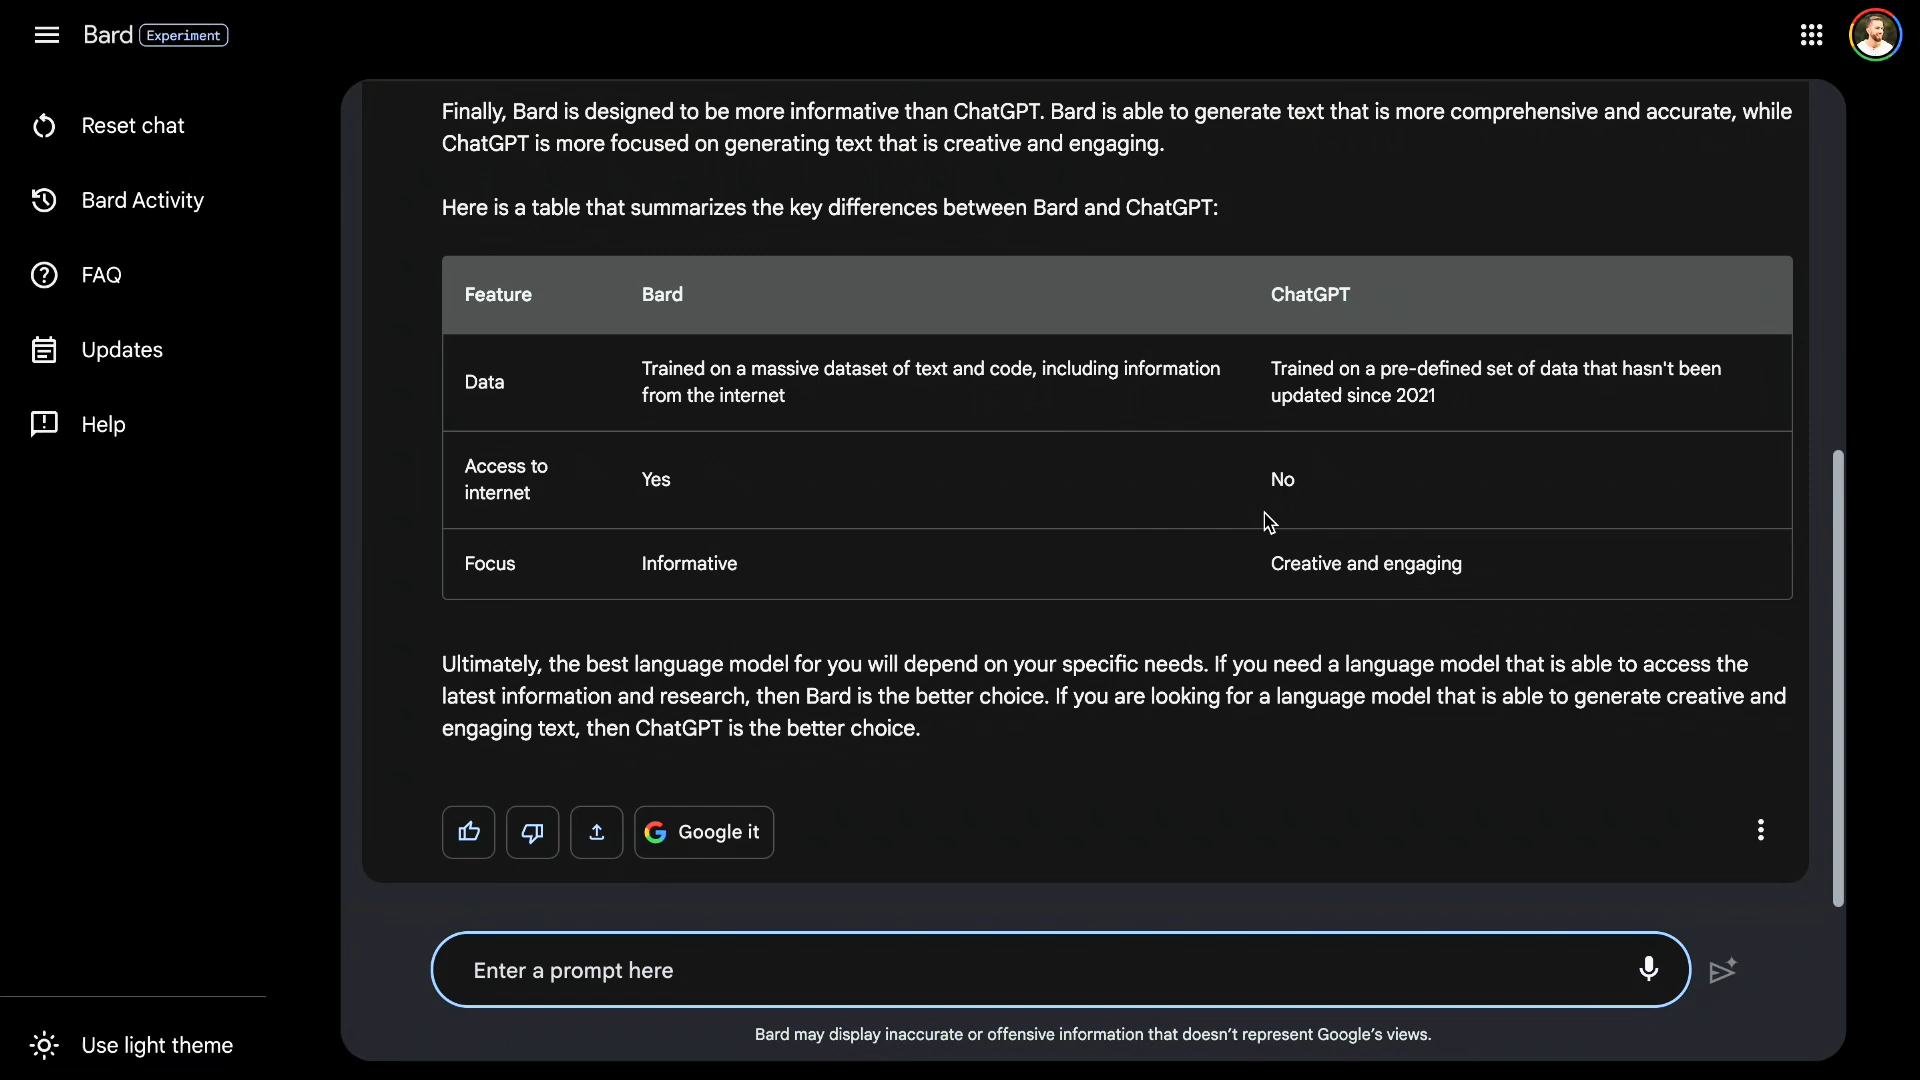 Bard Experiment
Reset chat
Bard Activity
FAQ
Updates
Help
Use light theme
Finally, Bard is designed to be more informative than ChatGPT. Bard is able to generate text that is more comprehensive and accurate, while
ChatGPT is more focused on generating text that is creative and engaging.
Here is a table that summarizes the key differences between Bard and ChatGPT:
Feature Bard ChatGPT
Data Trained on a massive dataset of text and code, including information from the internet Trained on a pre-defined set of data that hasn't been updated since 2021
Access to internet Yes No
Focus Informative Creative and engaging
Ultimately, the best language model for you will depend on your specific needs. If you need a language model that is able to access the
latest information and research, then Bard is the better choice. If you are looking for a language model that is able to generate creative and
engaging text, then ChatGPT is the better choice.
Google it
Enter a prompt here
Bard may display inaccurate or offensive information that doesn't represent Google's views.